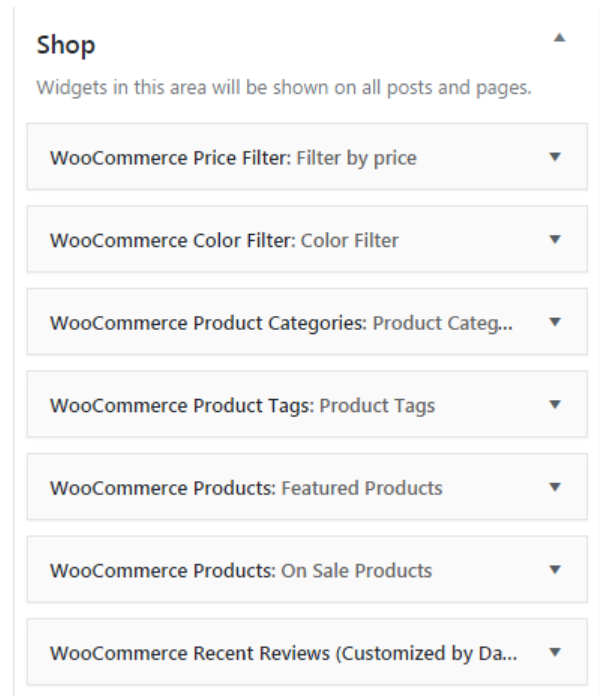 Shop
Widgets in this area will be shown on all posts and pages.
WooCommerce Price Filter: Filter by price
WooCommerce Color Filter: Color Filter
WooCommerce Product Categories: Product Categ...
WooCommerce Product Tags: Product Tags
WooCommerce Products: Featured Products
WooCommerce Products: On Sale Products
WooCommerce Recent Reviews (Customized by Da...